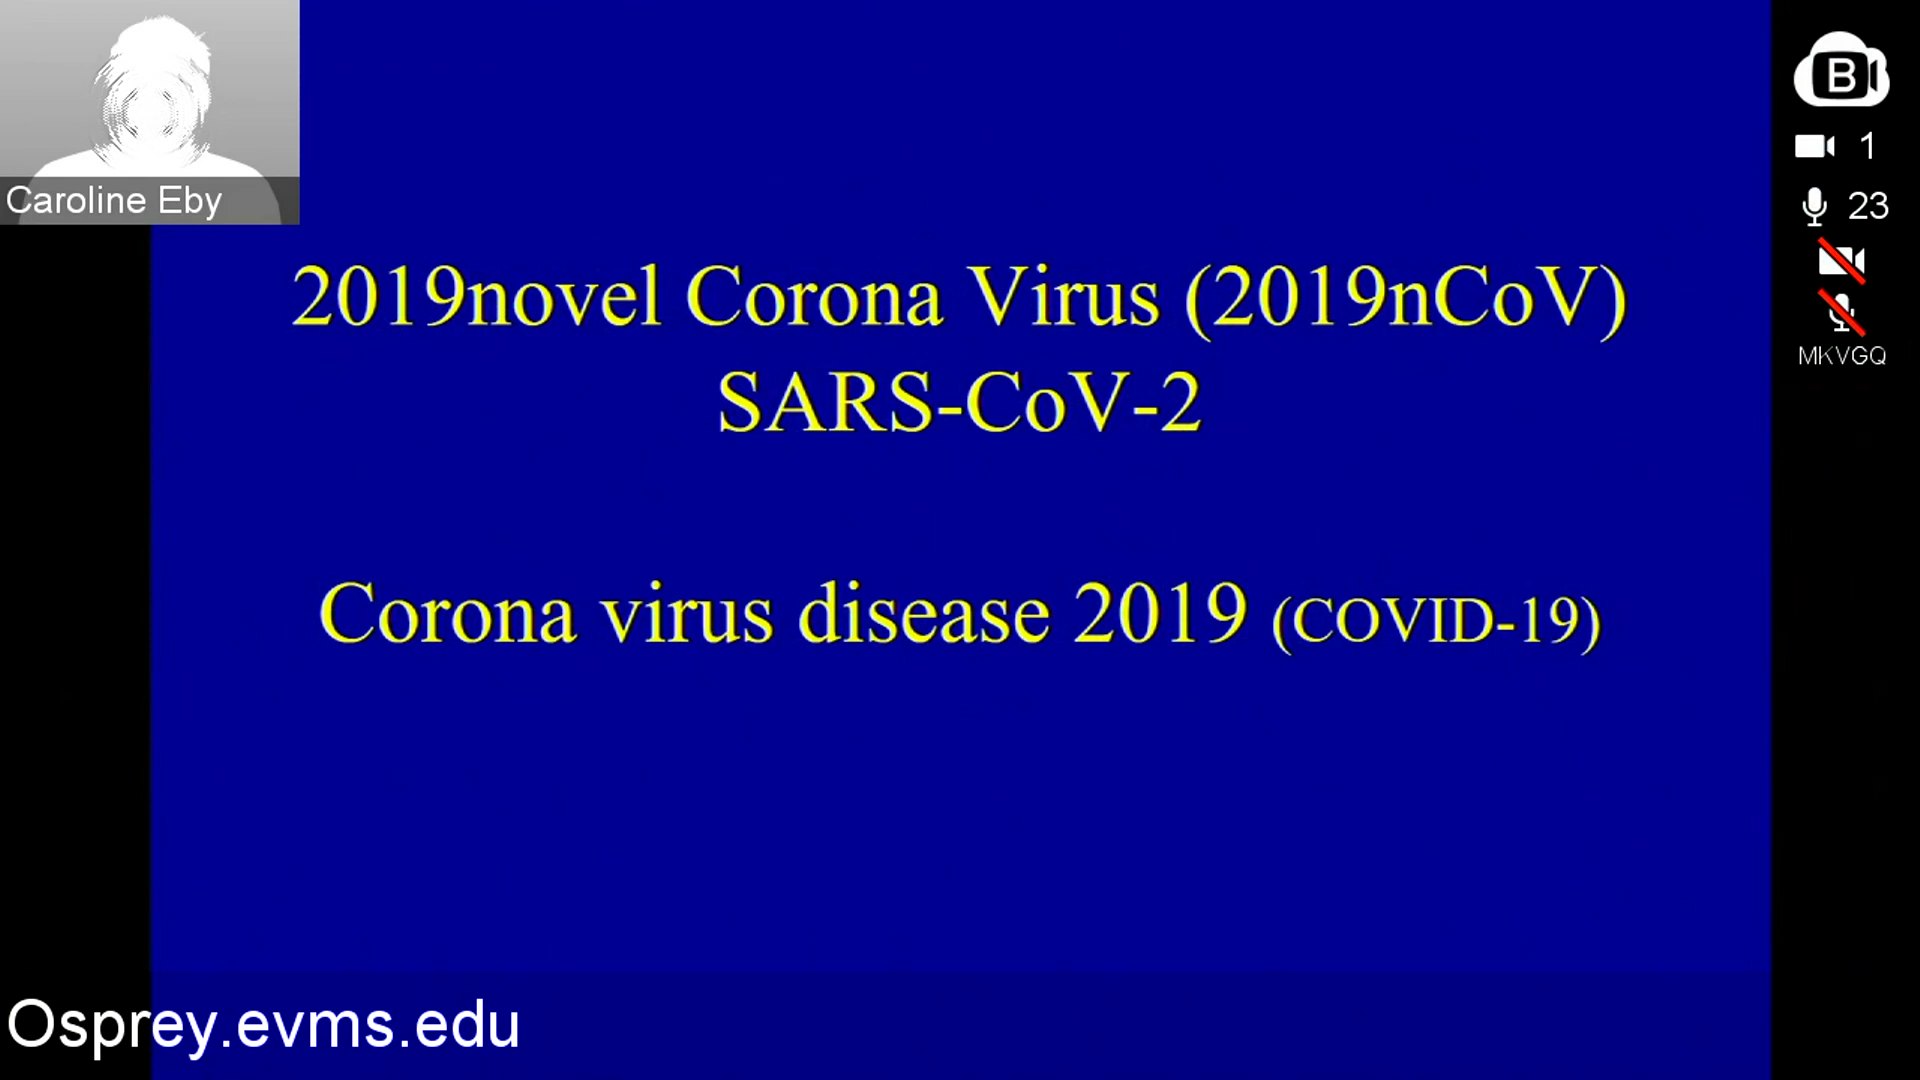 Caroline Eby
2019novel Corona Virus (2019nCoV)
SARS-CoV-2
Corona virus disease 2019 (COVID-19)
Osprey.evms.edu
B
1
23
MKVGQ